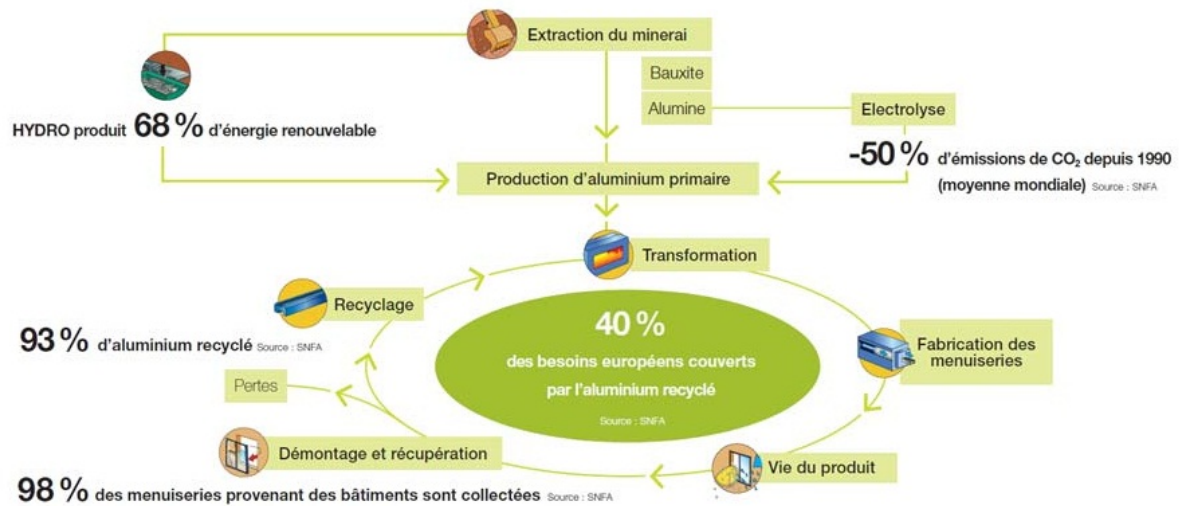 Extraction du minerai
Bauxite
Alumine
Electrolyse
HYDRO produit 68 % d'énergie renouvelable
-50 % d'émissions de CO₂ depuis 1990
(moyenne mondiale) Source : SNFA
Production d'aluminium primaire
Transformation
Recyclage
93 % d'aluminium recyclé Source : SNFA
40 %
des besoins européens couverts
par l'aluminium recyclé
Source : SNFA
Fabrication des
menuiseries
Pertes
Démontage et récupération
Vie du produit
98 % des menuiseries provenant des bâtiments sont collectées Source : SNFA